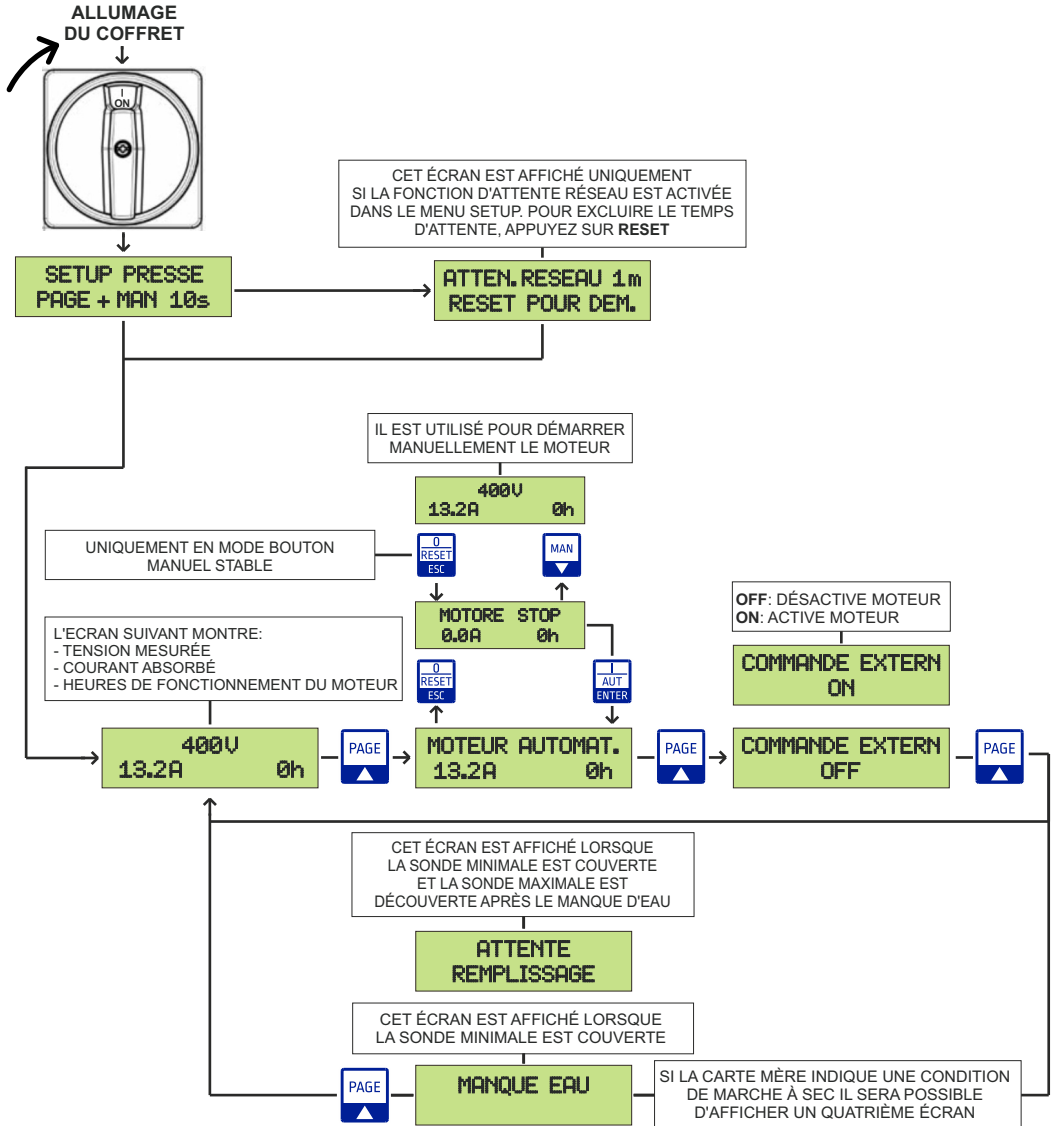 ALLUMAGE
DU COFFRET
I
ON
CET ÉCRAN EST AFFICHÉ UNIQUEMENT
SI LA FONCTION D'ATTENTE RÉSEAU EST ACTIVÉE
DANS LE MENU SETUP. POUR EXCLUIRE LE TEMPS
D'ATTENTE, APPUYEZ SUR RESET
SETUP PRESSE
PAGE + MAN 10s
ATTEN.RESEAU 1m
RESET POUR DEM.
IL EST UTILISÉ POUR DÉMARRER
MANUELLEMENT LE MOTEUR
400V
13.2A 0h
UNIQUEMENT EN MODE BOUTON
MANUEL STABLE
0
RESET
ESC
MAN
MOTORE STOP
0.0A 0h
OFF: DÉSACTIVE MOTEUR
ON: ACTIVE MOTEUR
L'ECRAN SUIVANT MONTRE:
- TENSION MESURÉE
- COURANT ABSORBÉ
- HEURES DE FONCTIONNEMENT DU MOTEUR
0
RESET
ESC
I
AUT
ENTER
COMMANDE EXTERN
ON
400V
13.2A 0h
PAGE
MOTEUR AUTOMAT.
13.2A 0h
PAGE
COMMANDE EXTERN
OFF
PAGE
CET ÉCRAN EST AFFICHÉ LORSQUE
LA SONDE MINIMALE EST COUVERTE
ET LA SONDE MAXIMALE EST
DÉCOUVERTE APRÈS LE MANQUE D'EAU
ATTENTE
REMPLISSAGE
CET ÉCRAN EST AFFICHÉ LORSQUE
LA SONDE MINIMALE EST COUVERTE
PAGE
MANQUE EAU
SI LA CARTE MÈRE INDIQUE UNE CONDITION
DE MARCHE À SEC IL SERA POSSIBLE
D'AFFICHER UN QUATRIÈME ÉCRAN